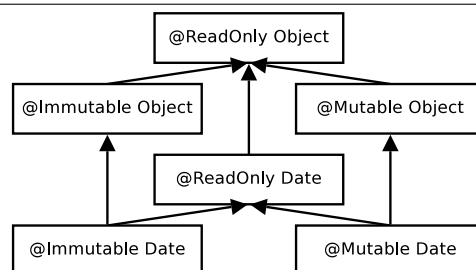 @ReadOnly Object
@Immutable Object
@Mutable Object
@ReadOnly Date
@Immutable Date
@Mutable Date